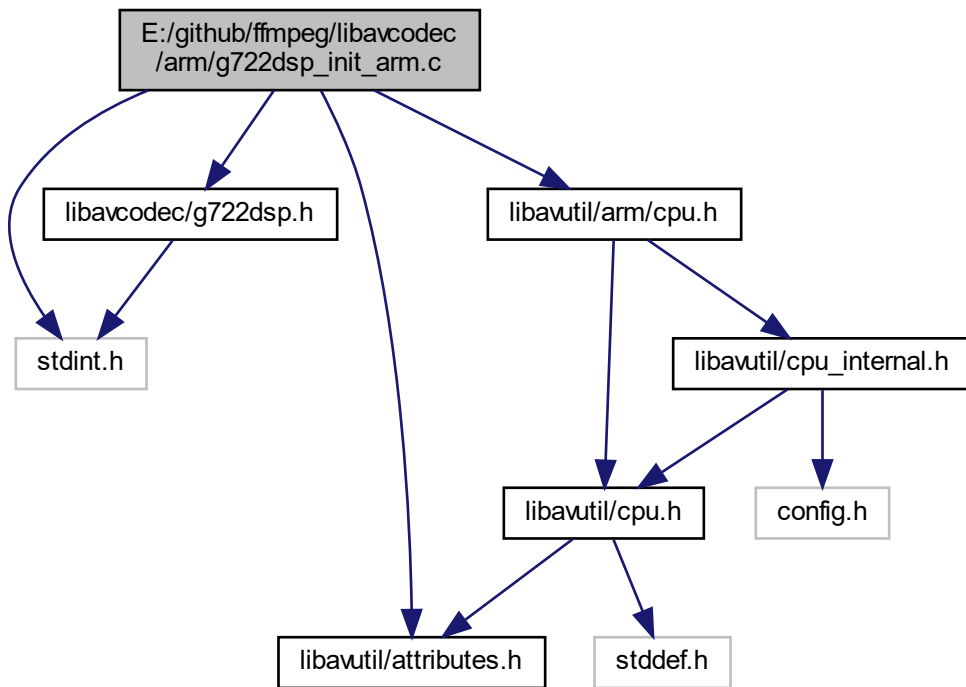 E:/github/ffmpeg/libavcodec
/arm/g722dsp_init_arm.c
libavcodec/g722dsp.h
libavutil/arm/cpu.h
stdint.h
libavutil/cpu_internal.h
libavutil/cpu.h
config.h
libavutil/attributes.h
stddef.h